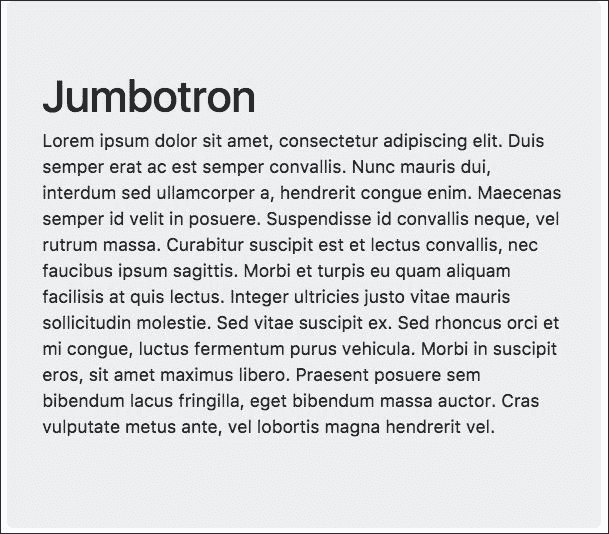 Jumbotron
Lorem ipsum dolor sit amet, consectetur adipiscing elit. Duis
semper erat ac est semper convallis. Nunc mauris dui,
interdum sed ullamcorper a, hendrerit congue enim. Maecenas
semper id velit in posuere. Suspendisse id convallis neque, vel
rutrum massa. Curabitur suscipit est et lectus convallis, nec
faucibus ipsum sagittis. Morbi et turpis eu quam aliquam
facilisis at quis lectus. Integer ultricies justo vitae mauris
sollicitudin molestie. Sed vitae suscipit ex. Sed rhoncus orci et
mi congue, luctus fermentum purus vehicula. Morbi in suscipit
eros, sit amet maximus libero. Praesent posuere sem
bibendum lacus fringilla, eget bibendum massa auctor. Cras
vulputate metus ante, vel lobortis magna hendrerit vel.